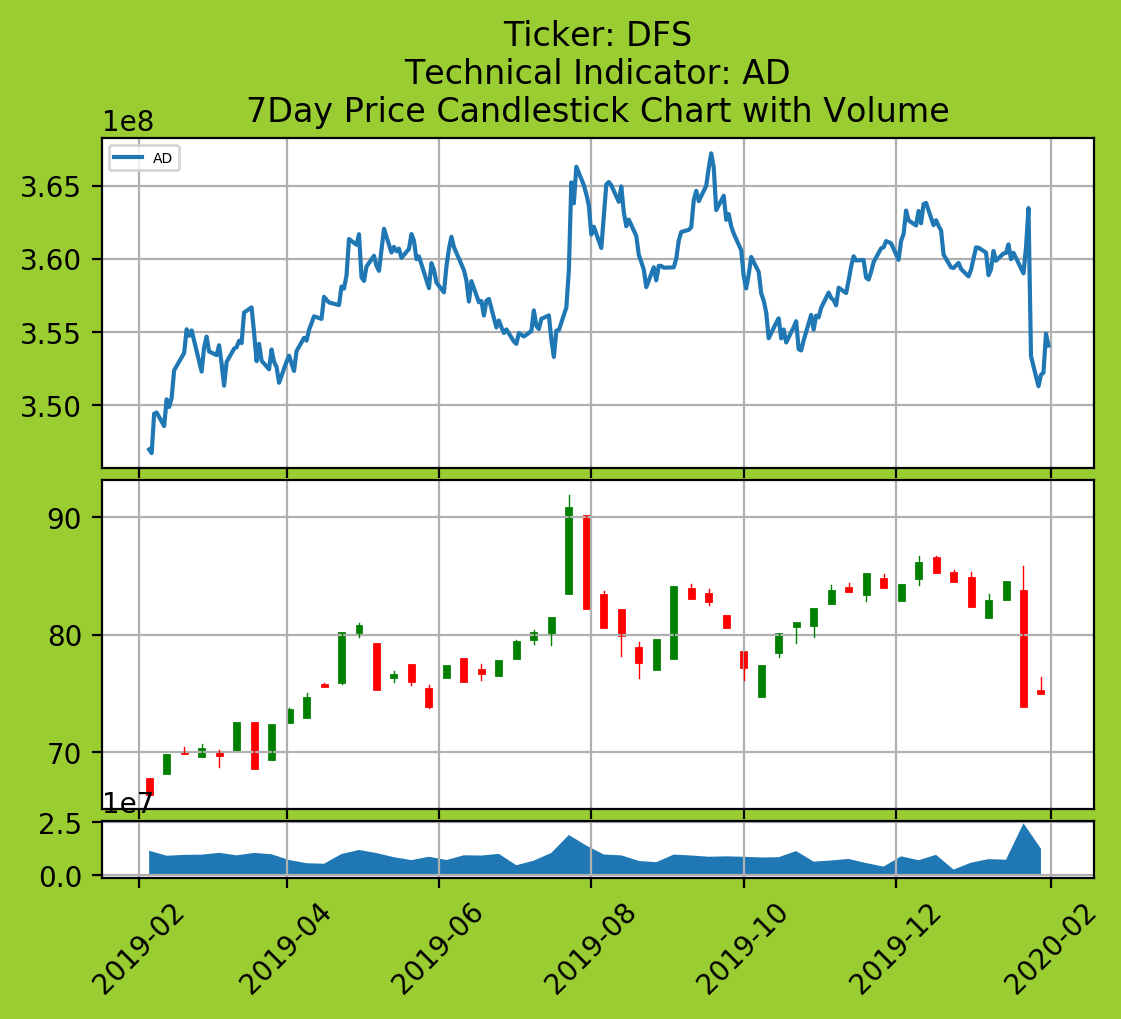 Ticker: DFS
Technical Indicator: AD
7Day Price Candlestick Chart with Volume
1e8
AD
3.65
3.60
3.55
3.50
90
80
70
1e7
2.5
0.0
2019-02
2019-04
2019-06
2019-08
2019-10
2019-12
2020-02